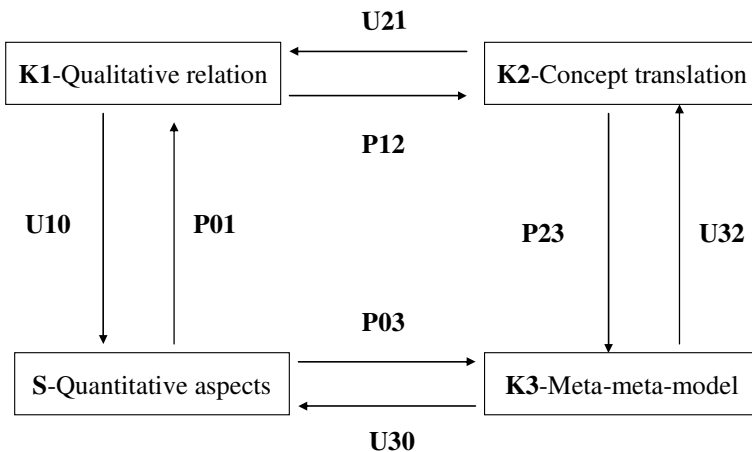 U21
K1-Qualitative relation
K2-Concept translation
P12
U10
P01
P23
U32
P03
S-Quantitative aspects
K3-Meta-meta-model
U30